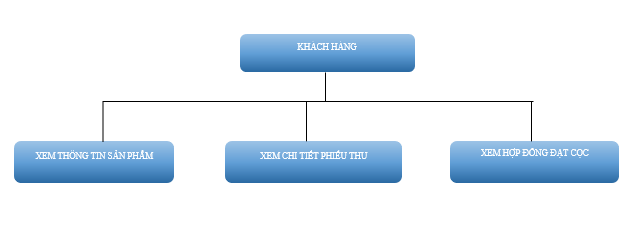 KHÁCH HÀNG
XEM THÔNG TIN SẢN PHẨM
XEM CHI TIẾT PHIẾU THU
XEM HỢP ĐỒNG ĐẶT CỌC